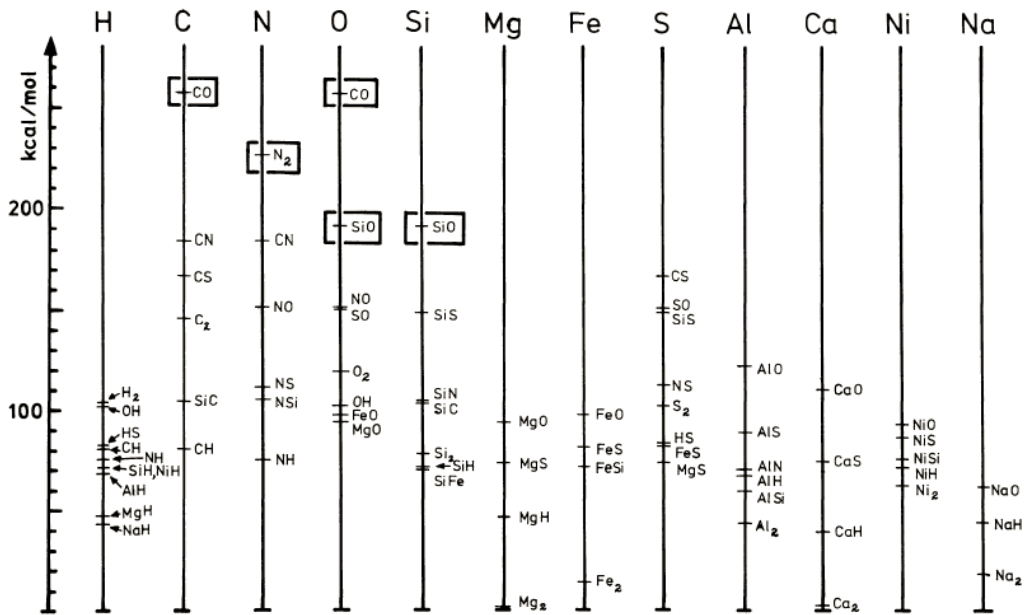 H C N O Si Mg Fe S Al Ca Ni Na
kcal/mol
200
100
H₂
OH
HS
CH
NH
SiH, NiH
AlH
MgH
NaH
CO
CN
CS
C₂
SiC
CH
N₂
CN
NO
NS
NSi
NH
CO
SiO
NO
SO
O₂
OH
FeO
MgO
SiO
SiS
SiN
SiC
Si₂
SiH
SiFe
MgO
MgS
MgH
Mg₂
FeO
FeS
FeSi
Fe₂
CS
SO
SiS
NS
S₂
HS
FeS
MgS
AlO
AlS
AlN
AlH
AlSi
Al₂
CaO
CaS
CaH
Ca₂
NiO
NiS
NiSi
NiH
Ni₂
NaO
NaH
Na₂